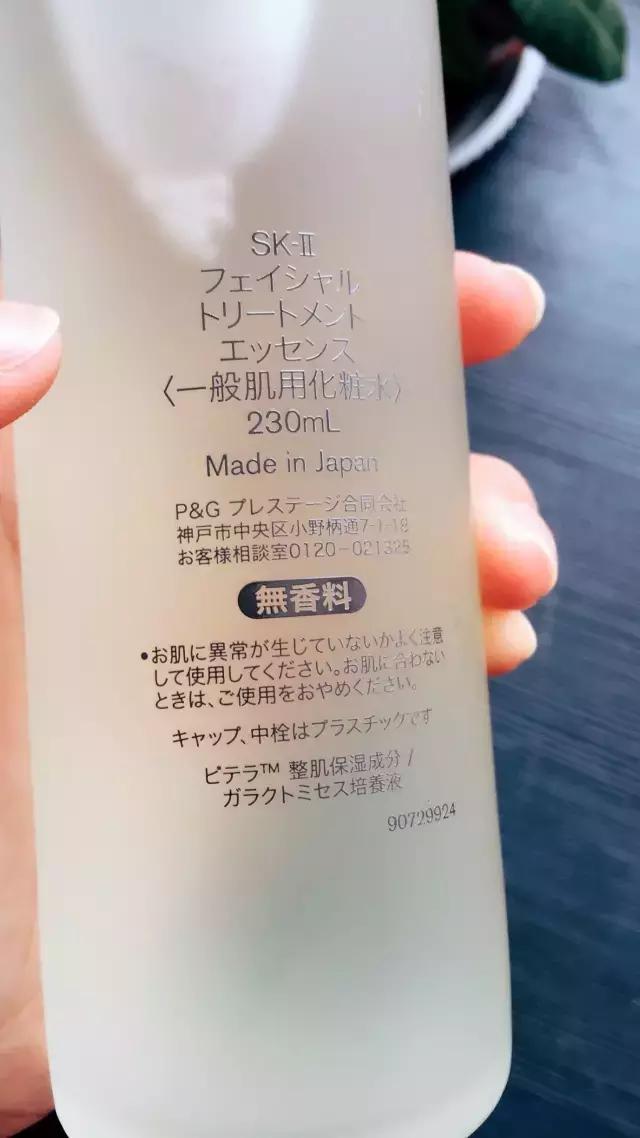 SK-II
フェイシャル
トリートメント
エッセンス
〈一般肌用化粧水〉
230mL
Made in Japan
P&G プレステージ合同会社
神戸市中央区小野柄通7-1-18
お客様相談室0120-021325
無香料
•お肌に異常が生じていないかよく注意
して使用してください。お肌に合わない
ときは、ご使用をおやめください。
キャップ、中栓はプラスチックです
ピテラ™ 整肌保湿成分 /
ガラクトミセス培養液
90729924